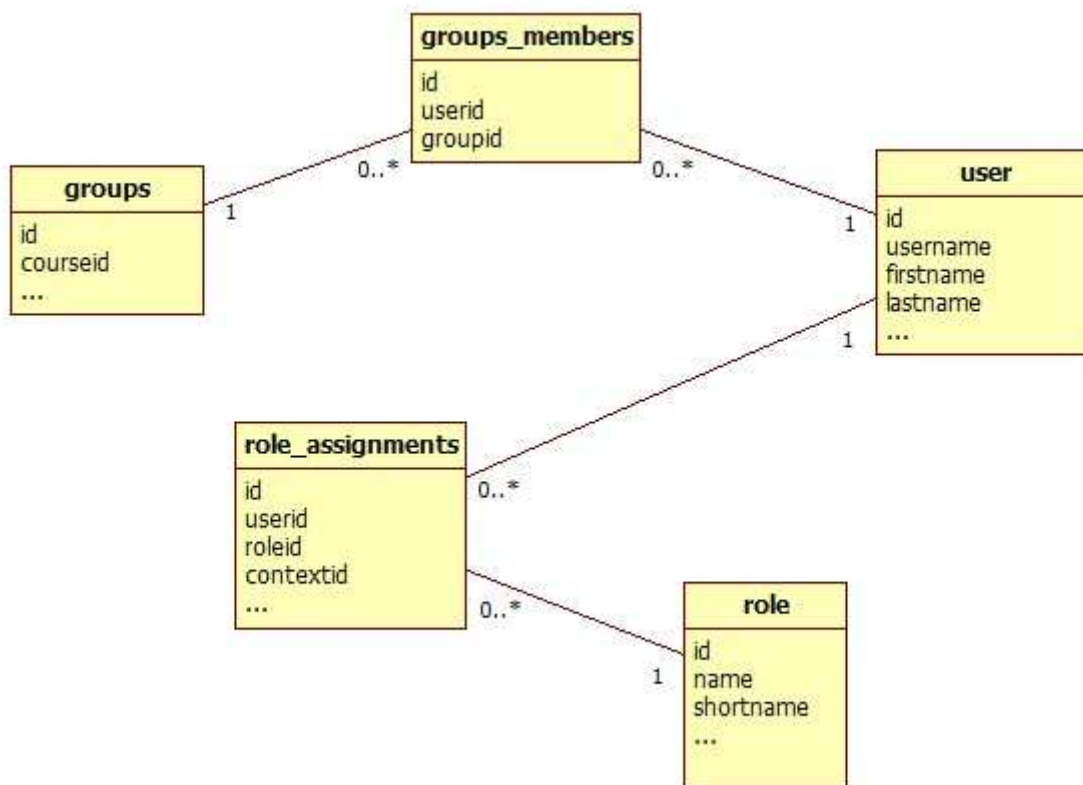 groups_members
id
userid
groupid
0..*
0..*
groups
id
courseid
...
1
user
id
username
firstname
lastname
...
1
1
role_assignments
id
userid
roleid
contextid
...
0..*
0..*
role
id
name
shortname
...
1